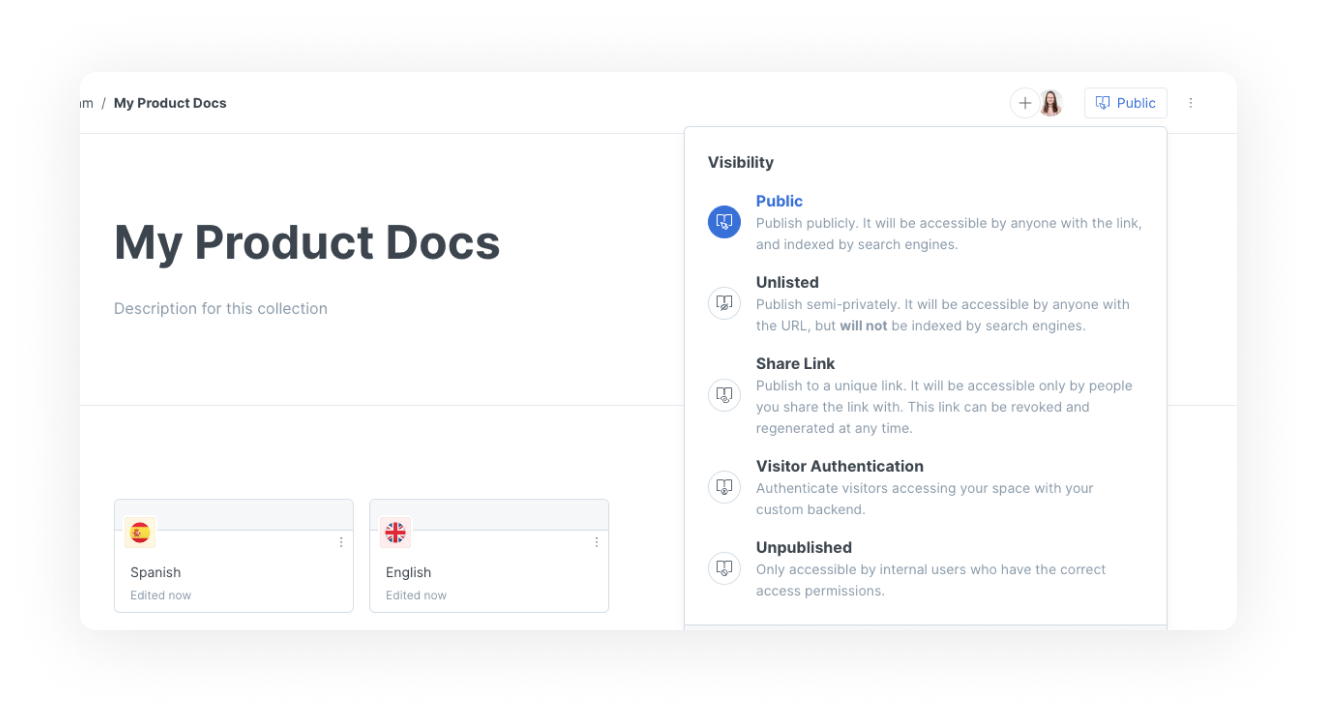 / My Product Docs
Public
Visibility
Public
Publish publicly. It will be accessible by anyone with the link,
and indexed by search engines.
My Product Docs
Unlisted
Publish semi-privately. It will be accessible by anyone with
the URL, but will not be indexed by search engines.
Description for this collection
Share Link
Publish to a unique link. It will be accessible only by people
you share the link with. This link can be revoked and
regenerated at any time.
Visitor Authentication
Authenticate visitors accessing your space with your
custom backend.
Unpublished
Only accessible by internal users who have the correct
access permissions.
Spanish
Edited now
English
Edited now